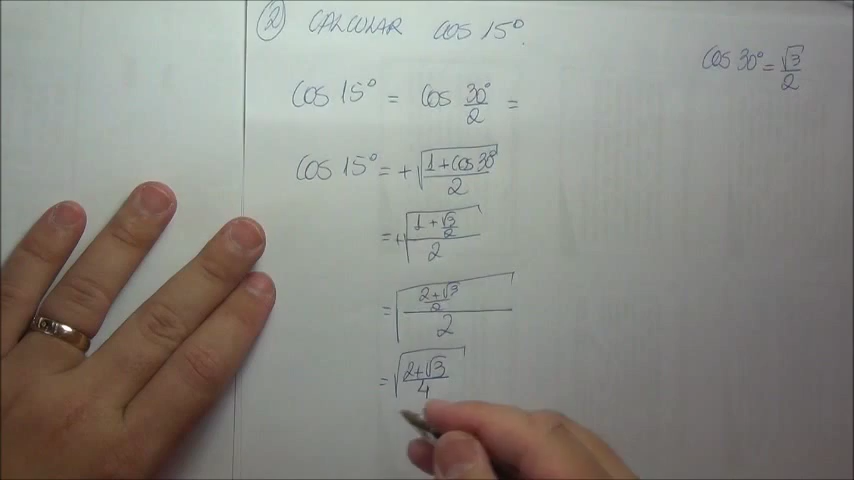 ② CALCULAR cos 15°.
cos 30° = √3/2
cos 15° = cos 30°/2 =
cos 15° = +√((1+cos 30°)/2)
= +√((1+√3/2)/2)
= √(((2+√3)/2)/2)
= √((2+√3)/4)